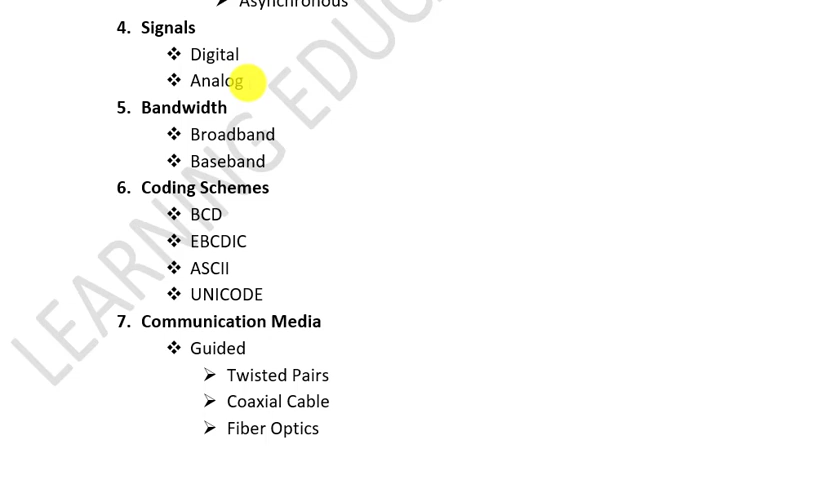 ➢ Asynchronous
4. Signals
❖ Digital
❖ Analog
5. Bandwidth
❖ Broadband
❖ Baseband
6. Coding Schemes
❖ BCD
❖ EBCDIC
❖ ASCII
❖ UNICODE
7. Communication Media
❖ Guided
➢ Twisted Pairs
➢ Coaxial Cable
➢ Fiber Optics
LEARNING EDUC